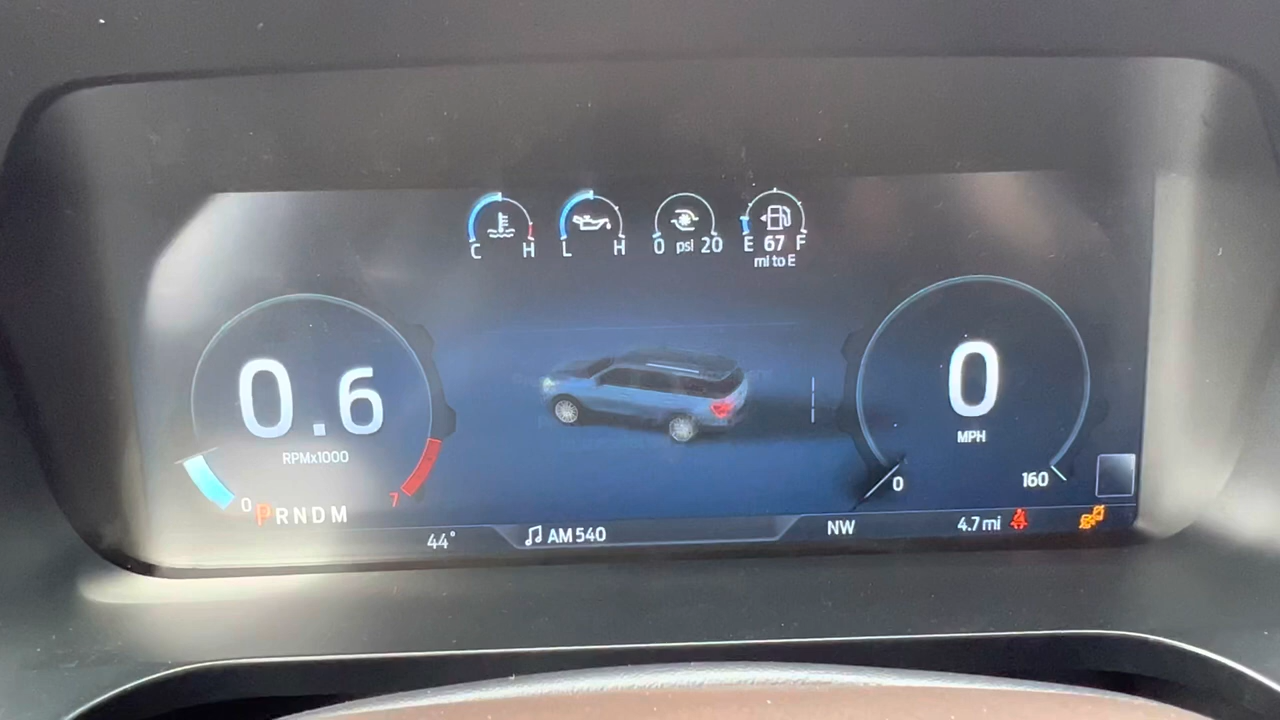 C H
L H
0 psi 20
E 67 F
mi to E
0.6
RPMx1000
0 7
PRNDM
0
MPH
0 160
44°
AM 540
NW
4.7 mi